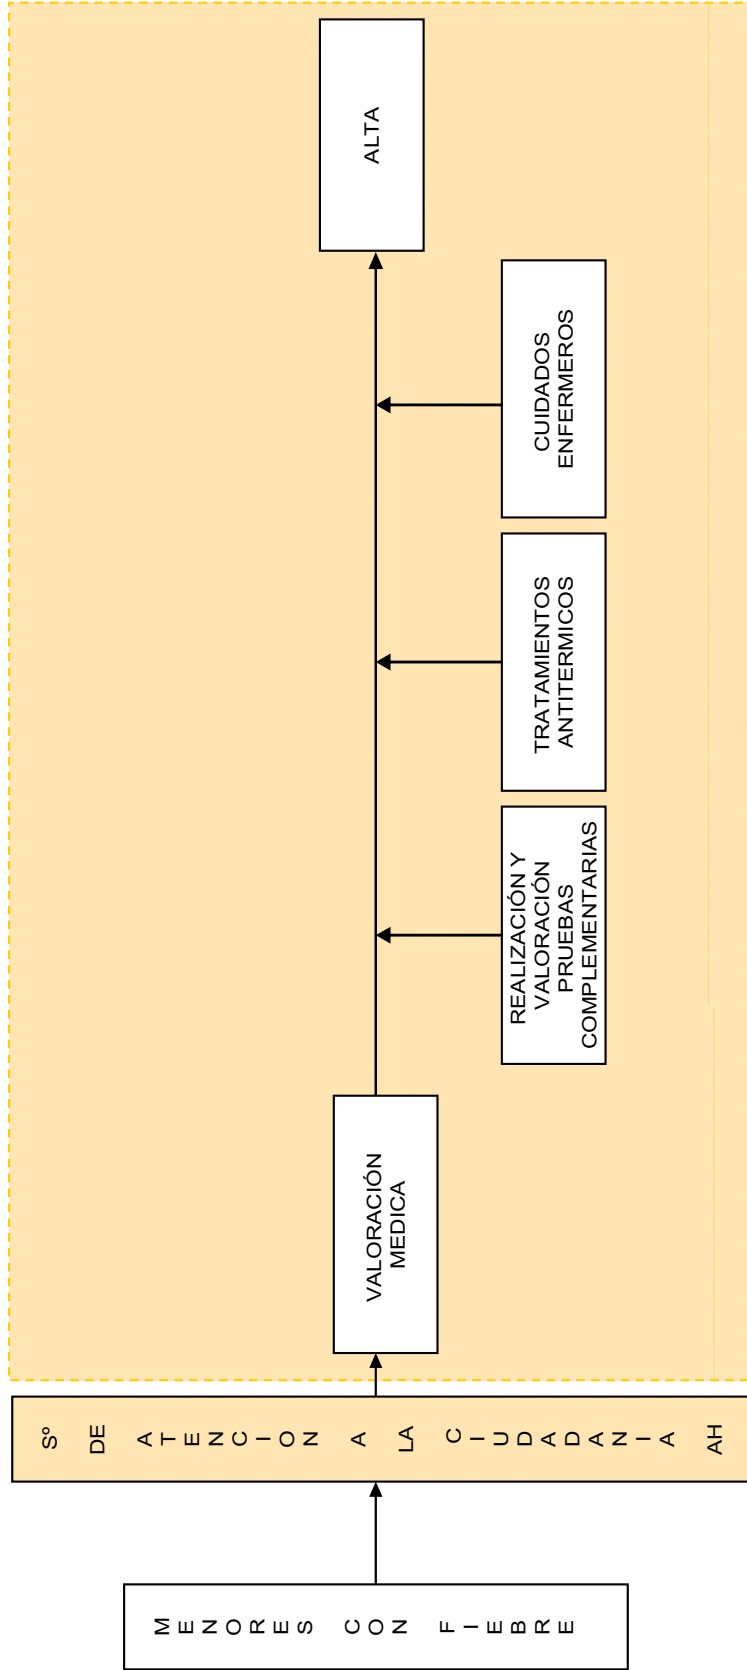 MENORES CON FIEBRE
Sº DE ATENCION A LA CIUDADANIA AH
VALORACIÓN
MEDICA
REALIZACIÓN Y
VALORACIÓN
PRUEBAS
COMPLEMENTARIAS
TRATAMIENTOS
ANTITERMICOS
CUIDADOS
ENFERMEROS
ALTA